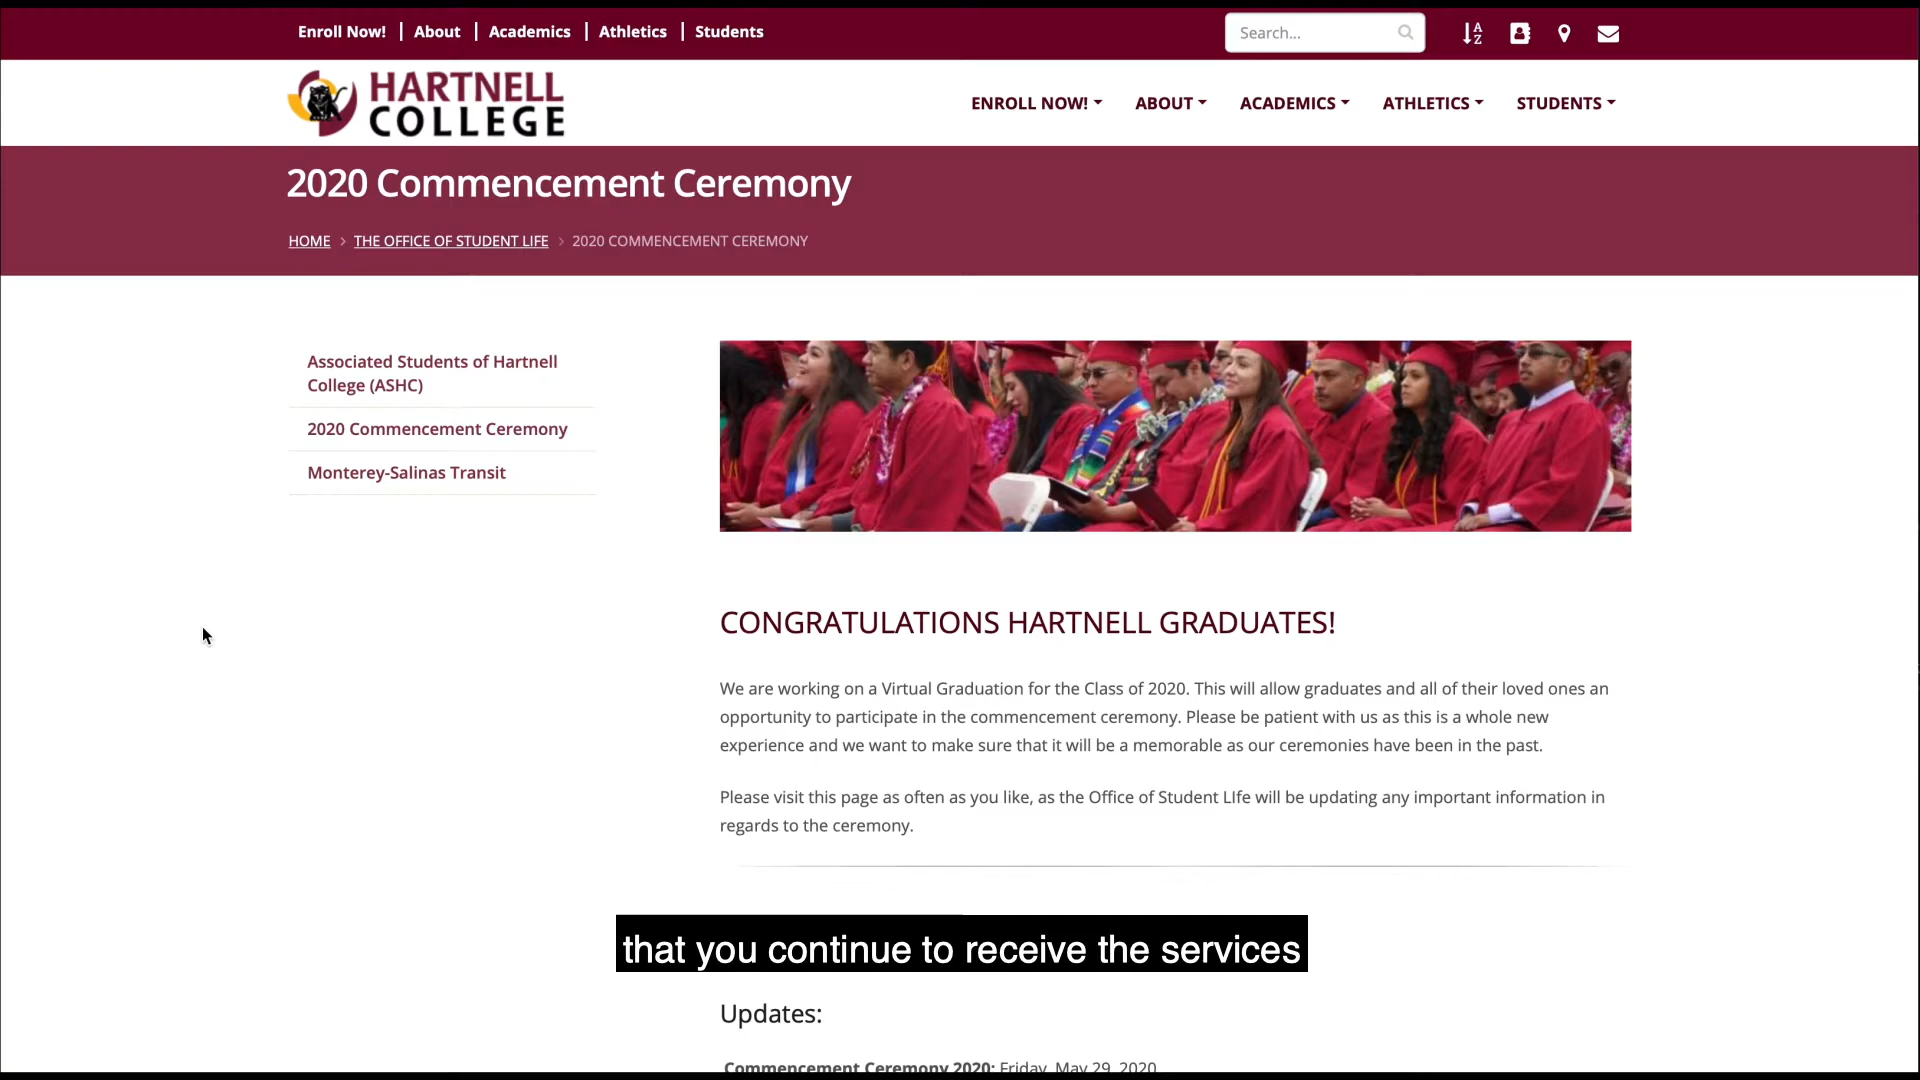 Enroll Now! | About | Academics | Athletics | Students
Search...
HARTNELL
COLLEGE
ENROLL NOW! ABOUT ACADEMICS ATHLETICS STUDENTS
2020 Commencement Ceremony
HOME > THE OFFICE OF STUDENT LIFE > 2020 COMMENCEMENT CEREMONY
Associated Students of Hartnell
College (ASHC)
2020 Commencement Ceremony
Monterey-Salinas Transit
CONGRATULATIONS HARTNELL GRADUATES!
We are working on a Virtual Graduation for the Class of 2020. This will allow graduates and all of their loved ones an
opportunity to participate in the commencement ceremony. Please be patient with us as this is a whole new
experience and we want to make sure that it will be a memorable as our ceremonies have been in the past.
Please visit this page as often as you like, as the Office of Student LIfe will be updating any important information in
regards to the ceremony.
that you continue to receive the services
Updates:
Commencement Ceremony 2020: Friday, May 29, 2020